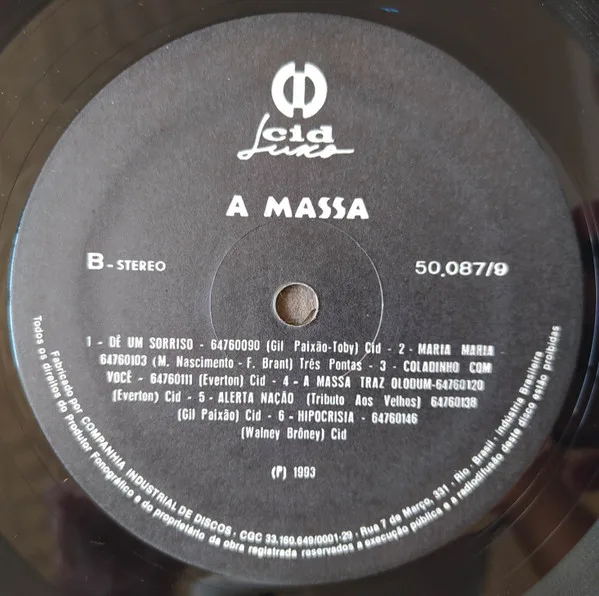 cid
Luxo
A MASSA
B - STEREO
50.087/9
1 - DÊ UM SORRISO - 64760090 (Gil Paixão-Toby) Cid - 2 - MARIA MARIA -
64760103 (M. Nascimento - F. Brant) Três Pontas - 3 - COLADINHO COM
VOCÊ - 64760111 (Everton) Cid - 4 - A MASSA TRAZ OLODUM-64760120
(Everton) Cid - 5 - ALERTA NAÇÃO (Tributo Aos Velhos) 64760138
(Gil Paixão) Cid - 6 - HIPOCRISIA - 64760146
(Walney Brôney) Cid
(P) 1993
Fabricado por COMPANHIA INDUSTRIAL DE DISCOS - CGC 33.160.649/0001-29 - Rua 7 de Março, 331 - Rio - Brasil - Indústria Brasileira
Todos os direitos do Produtor Fonográfico e do proprietário da obra registrada reservados a execução pública e a radiodifusão deste disco estão proibidas